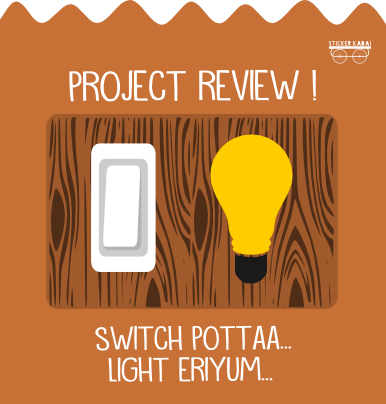 STICKER KADAI
PROJECT REVIEW !
SWITCH POTTAA...
LIGHT ERIYUM...